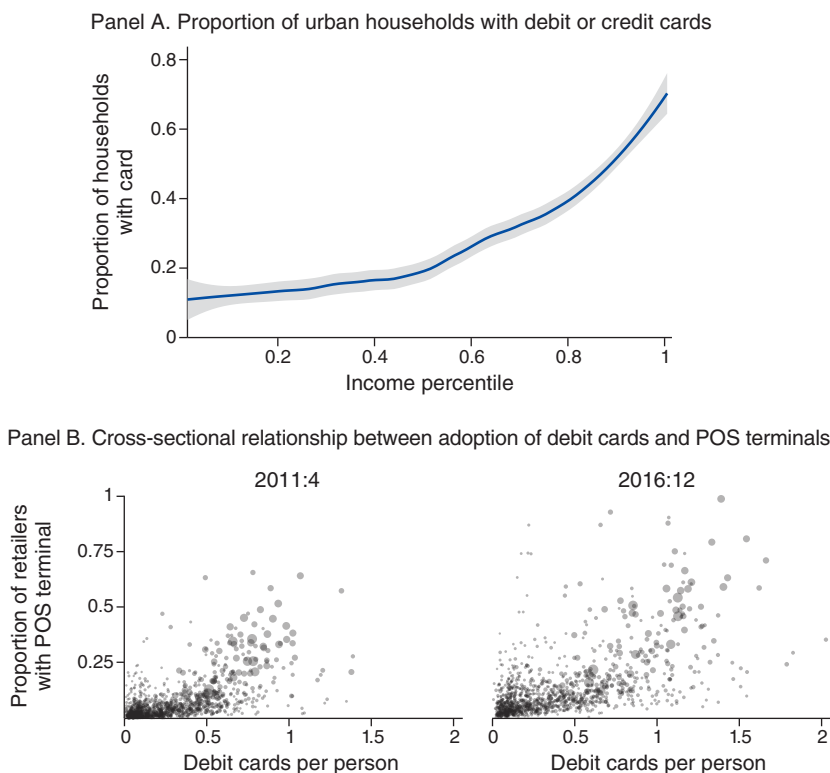 Panel A. Proportion of urban households with debit or credit cards
Proportion of households
with card
0.8
0.6
0.4
0.2
0
0.2
0.4
0.6
0.8
1
Income percentile
Panel B. Cross-sectional relationship between adoption of debit cards and POS terminals
2011:4
2016:12
Proportion of retailers
with POS terminal
1
0.75
0.5
0.25
0
0.5
1
1.5
2
0
0.5
1
1.5
2
Debit cards per person
Debit cards per person